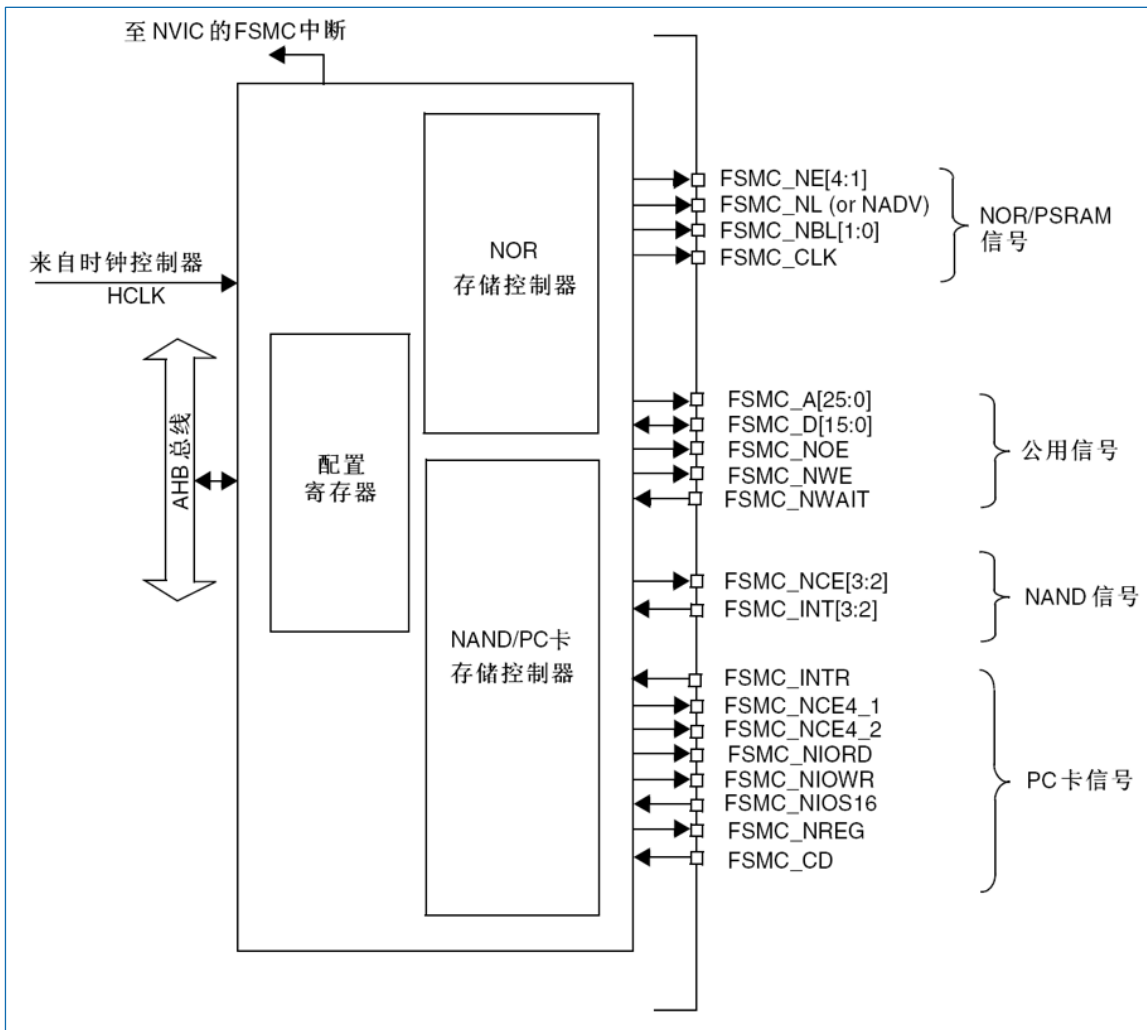 至 NVIC 的FSMC中断
来自时钟控制器
HCLK
AHB总线
配置
寄存器
NOR
存储控制器
NAND/PC卡
存储控制器
FSMC_NE[4:1]
FSMC_NL (or NADV)
FSMC_NBL[1:0]
FSMC_CLK
NOR/PSRAM
信号
FSMC_A[25:0]
FSMC_D[15:0]
FSMC_NOE
FSMC_NWE
FSMC_NWAIT
公用信号
FSMC_NCE[3:2]
FSMC_INT[3:2]
NAND 信号
FSMC_INTR
FSMC_NCE4_1
FSMC_NCE4_2
FSMC_NIORD
FSMC_NIOWR
FSMC_NIOS16
FSMC_NREG
FSMC_CD
PC卡信号